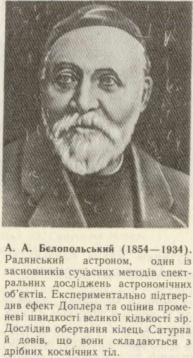 А. А. Бєлопольський (1854—1934).
Радянський астроном, один із
засновників сучасних методів спект-
ральних досліджень астрономічних
об'єктів. Експериментально підтвер-
див ефект Доплера та оцінив проме-
неві швидкості великої кількості зір.
Дослідив обертання кілець Сатурна
й довів, що вони складаються з
дрібних космічних тіл.